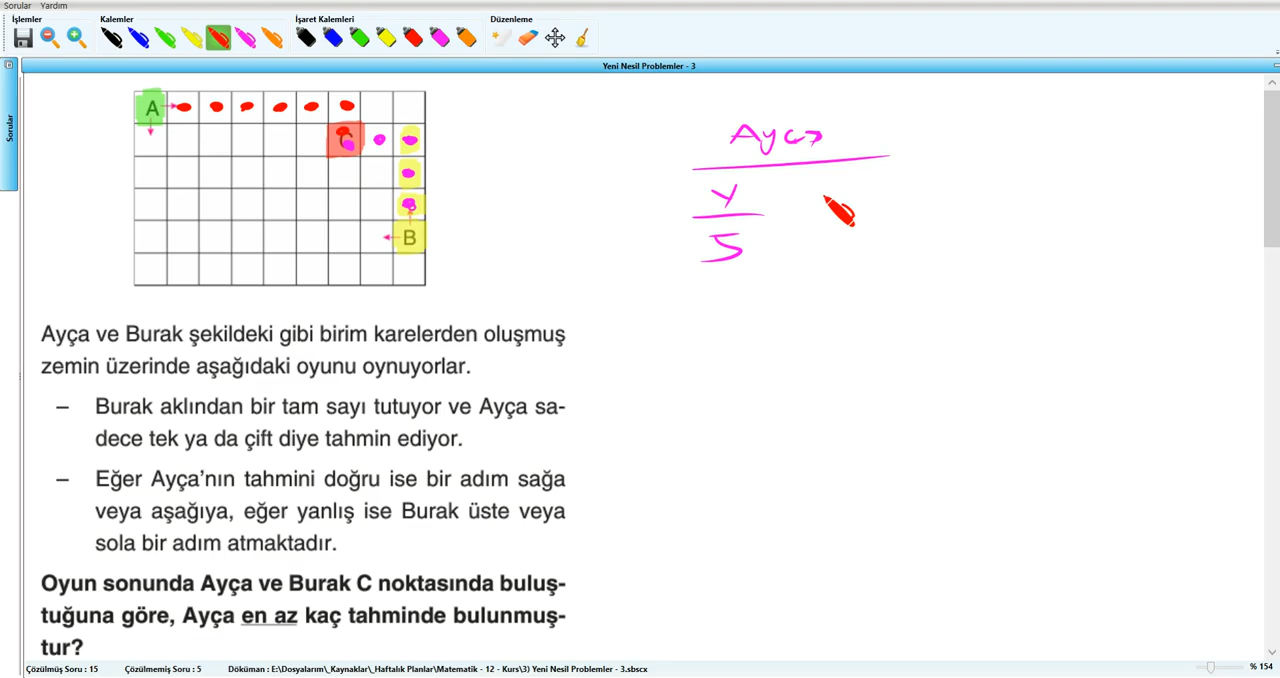 Sorular Yardım
İşlemler Kalemler İşaret Kalemleri Düzenleme
Yeni Nesil Problemler - 3
Sorular
A
C
B
Ayça
Y
5
Ayça ve Burak şekildeki gibi birim karelerden oluşmuş
zemin üzerinde aşağıdaki oyunu oynuyorlar.
– Burak aklından bir tam sayı tutuyor ve Ayça sa-
dece tek ya da çift diye tahmin ediyor.
– Eğer Ayça’nın tahmini doğru ise bir adım sağa
veya aşağıya, eğer yanlış ise Burak üste veya
sola bir adım atmaktadır.
Oyun sonunda Ayça ve Burak C noktasında buluş-
tuğuna göre, Ayça en az kaç tahminde bulunmuş-
tur?
Çözülmüş Soru : 15 Çözülmemiş Soru : 5 Döküman : E:\Dosyalarım\_Kaynaklar\_Haftalık Planlar\Matematik - 12 - Kurs\3) Yeni Nesil Problemler - 3.sbscx % 154